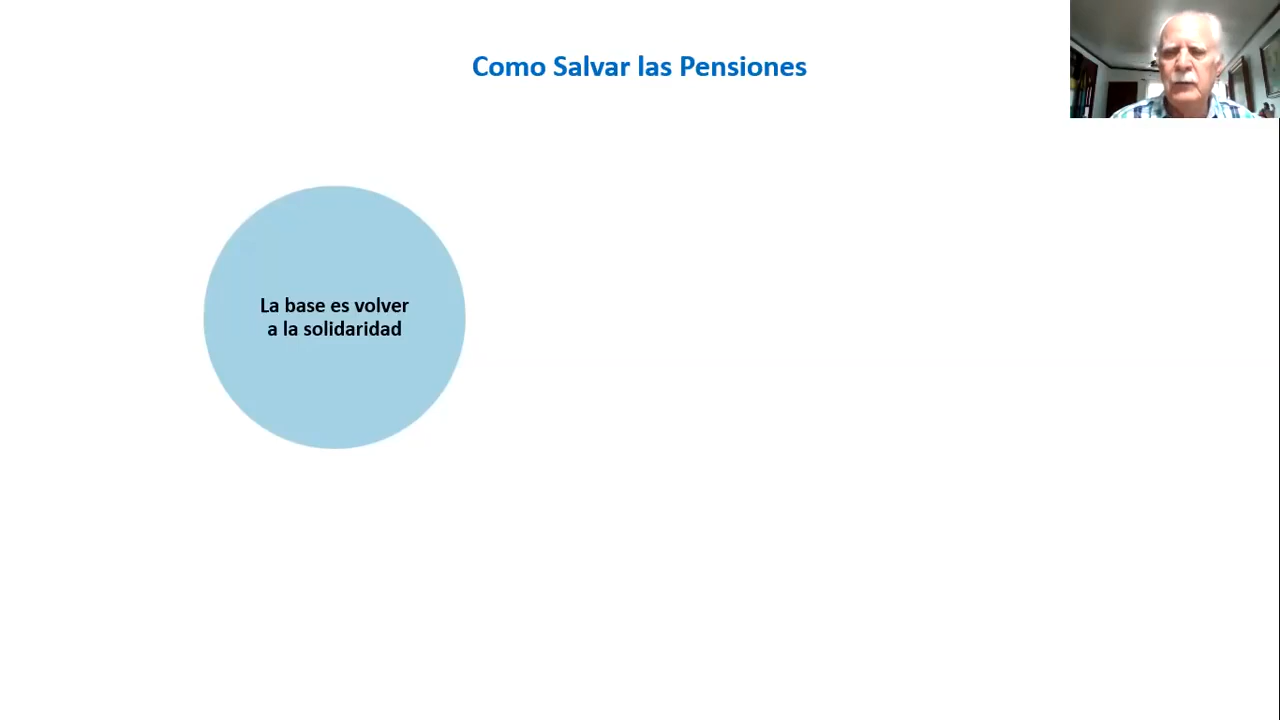 Como Salvar las Pensiones
La base es volver
a la solidaridad